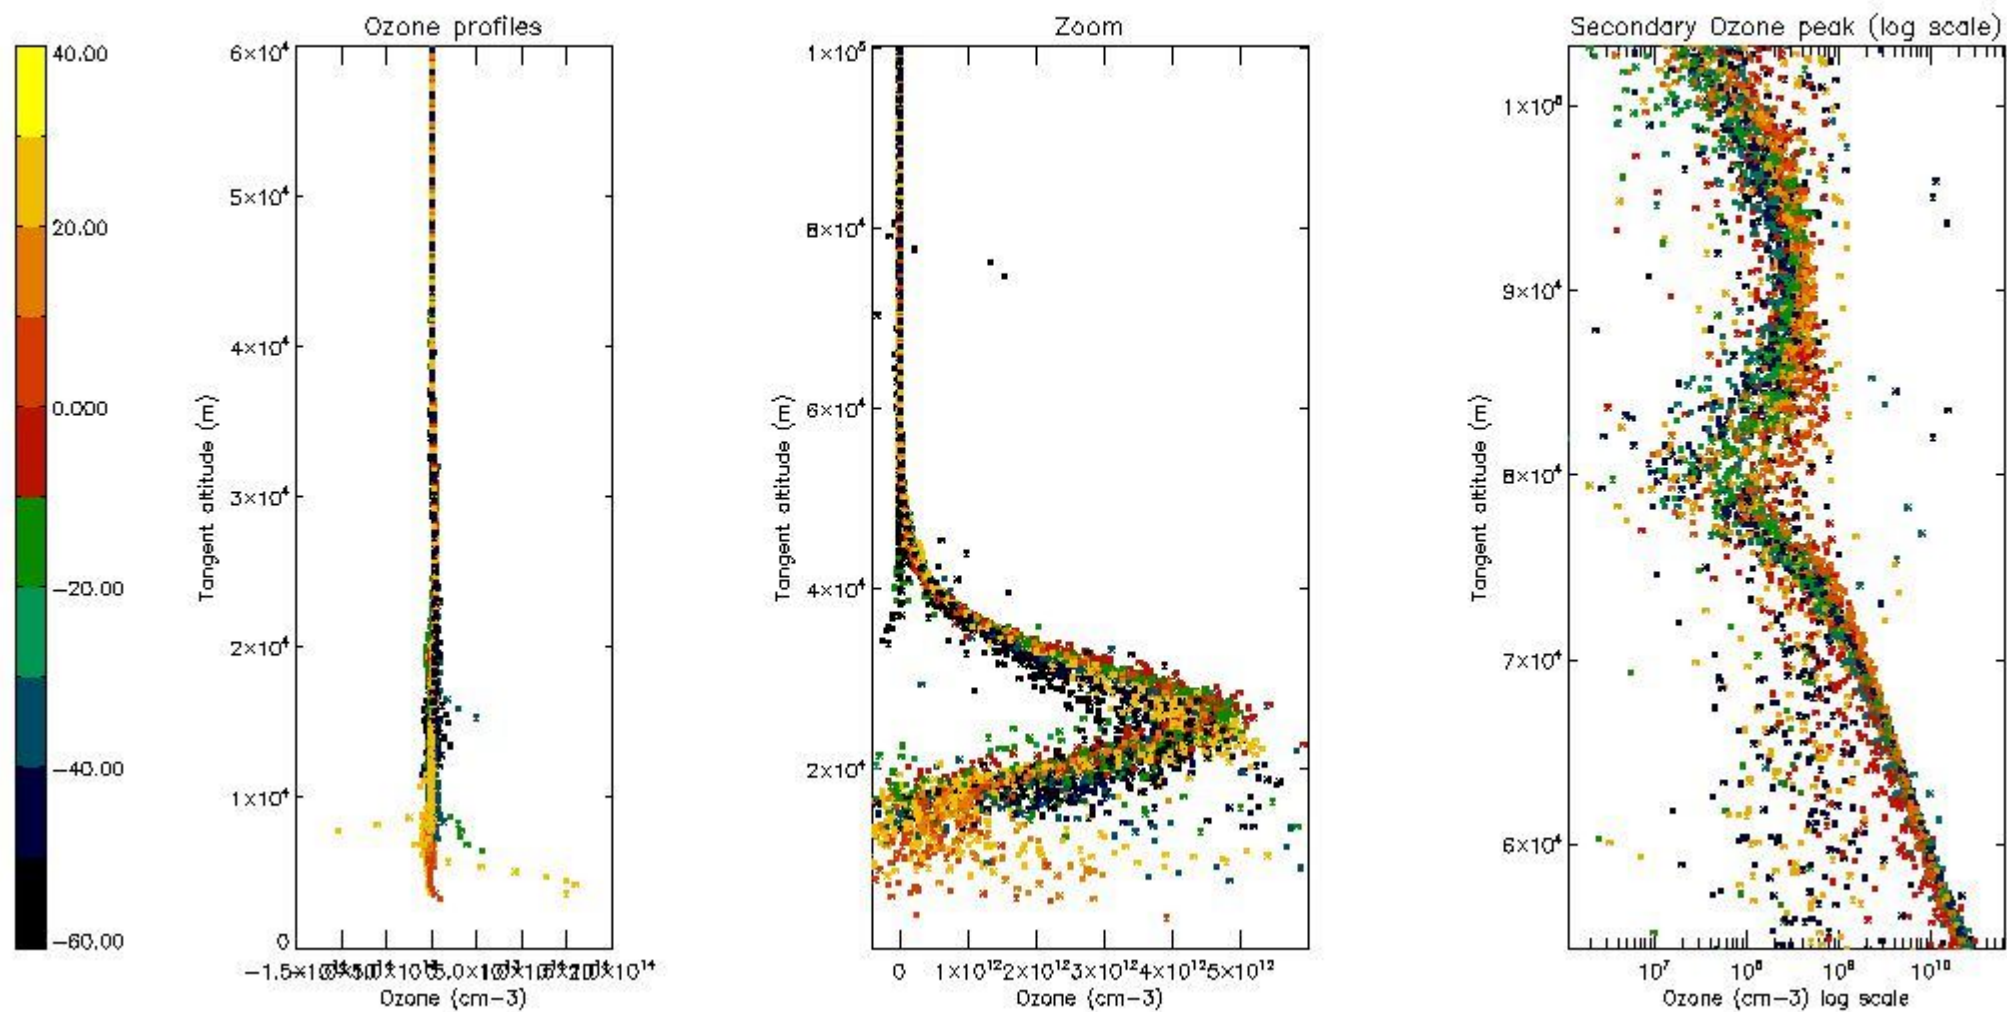 Ozone profiles
Zoom
Secondary Ozone peak (log scale)
40.00
20.00
0.000
−20.00
−40.00
−60.00
6×10⁴
5×10⁴
4×10⁴
3×10⁴
2×10⁴
1×10⁴
0
Tangent altitude (m)
Ozone (cm−3)
1×10⁵
8×10⁴
6×10⁴
4×10⁴
2×10⁴
Tangent altitude (m)
0 1×10¹² 2×10¹² 3×10¹² 4×10¹² 5×10¹²
Ozone (cm−3)
1×10⁵
9×10⁴
8×10⁴
7×10⁴
6×10⁴
Tangent altitude (m)
10⁷ 10⁸ 10⁹ 10¹⁰
Ozone (cm−3) log scale